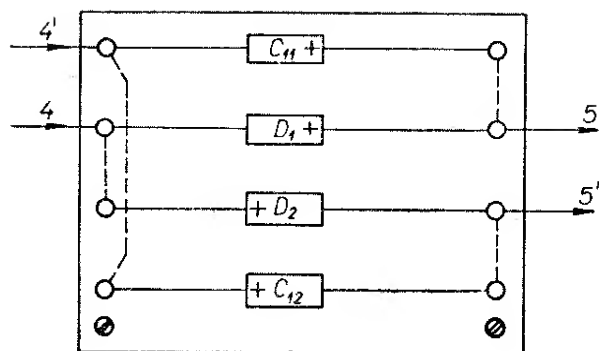 4' C₁₁ +
4 D₁ + 5
+ D₂ 5'
+ C₁₂